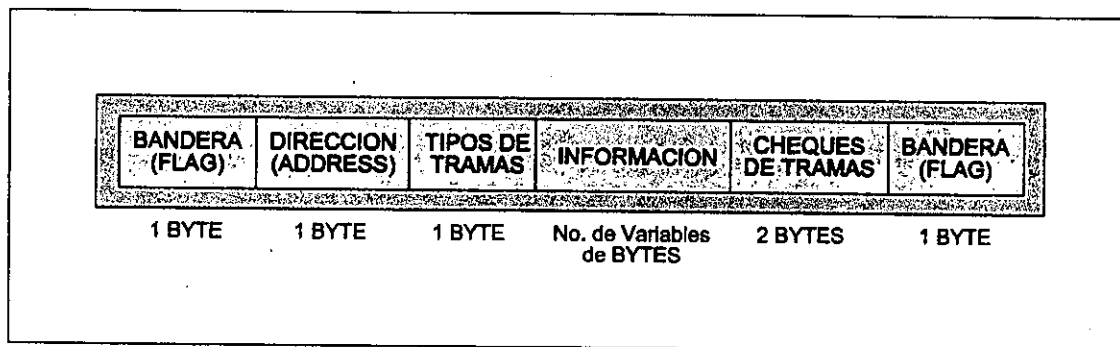 BANDERA DIRECCION TIPOS DE INFORMACION CHEQUES BANDERA
(FLAG) (ADDRESS) TRAMAS DE TRAMAS (FLAG)
1 BYTE 1 BYTE 1 BYTE No. de Variables 2 BYTES 1 BYTE
de BYTES